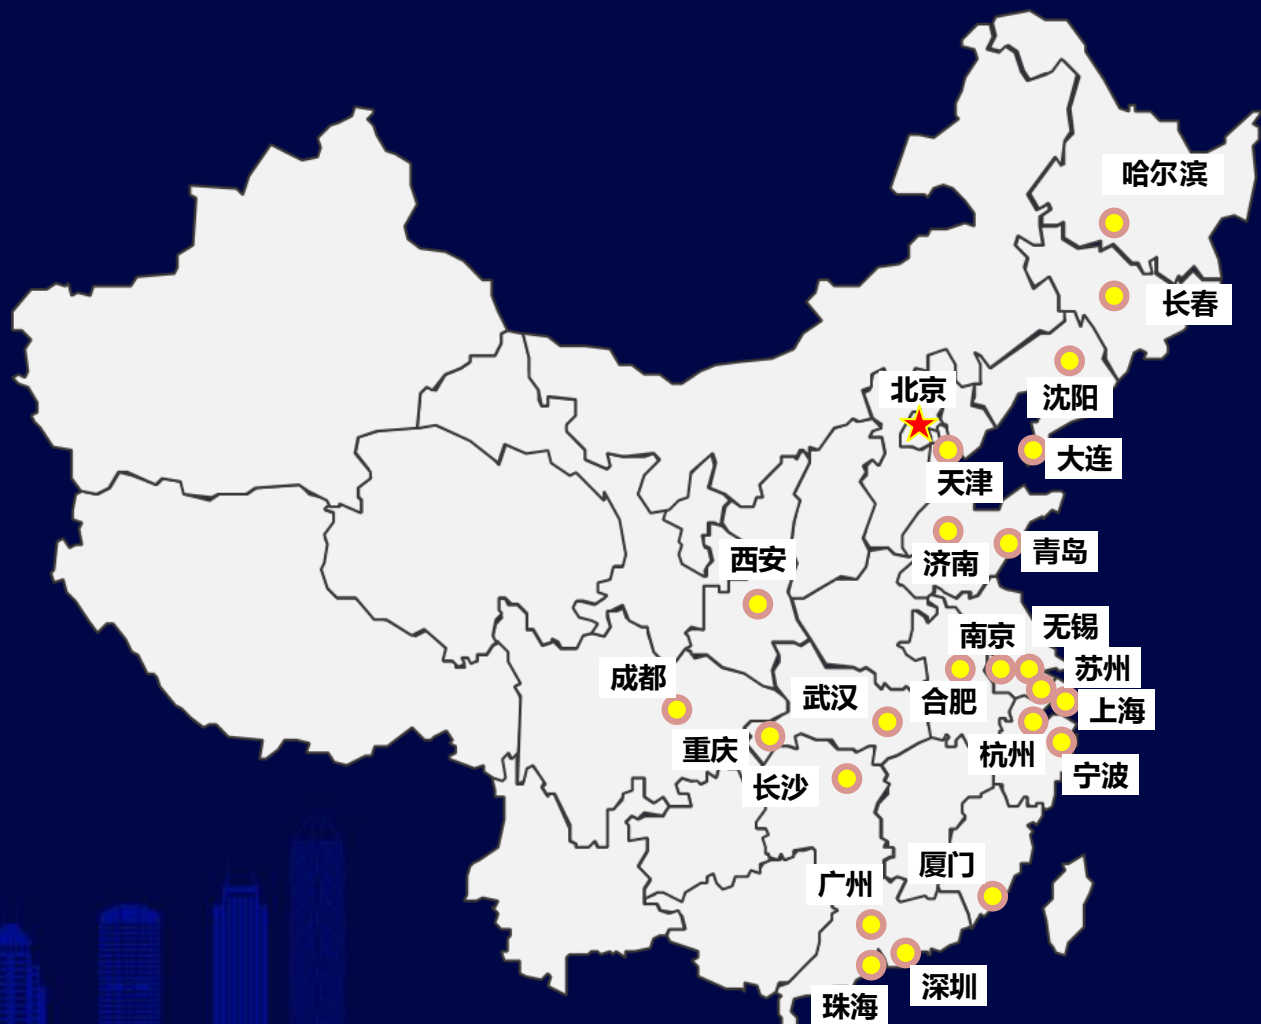 哈尔滨
长春
北京
沈阳
大连
天津
青岛
西安
济南
无锡
南京
苏州
成都
武汉
合肥
上海
重庆
杭州
宁波
长沙
厦门
广州
深圳
珠海